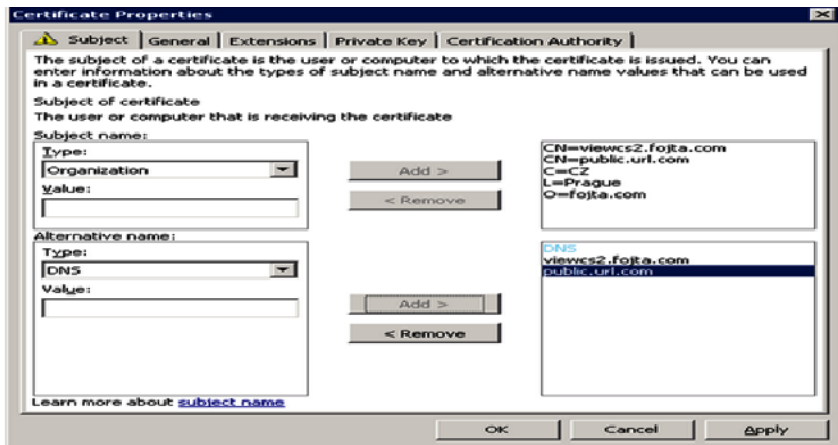 Certificate Properties
Subject
General
Extensions
Private Key
Certification Authority
The subject of a certificate is the user or computer to which the certificate is issued. You can
enter information about the types of subject name and alternative name values that can be used
in a certificate.
Subject of certificate
The user or computer that is receiving the certificate
Subject name:
Type:
Organization
Value:
Add >
< Remove
CN=viewcs2.fojta.com
CN=public.url.com
C=CZ
L=Prague
O=fojta.com
Alternative name:
Type:
DNS
Value:
Add >
< Remove
DNS
viewcs2.fojta.com
public.url.com
Learn more about subject name
OK
Cancel
Apply